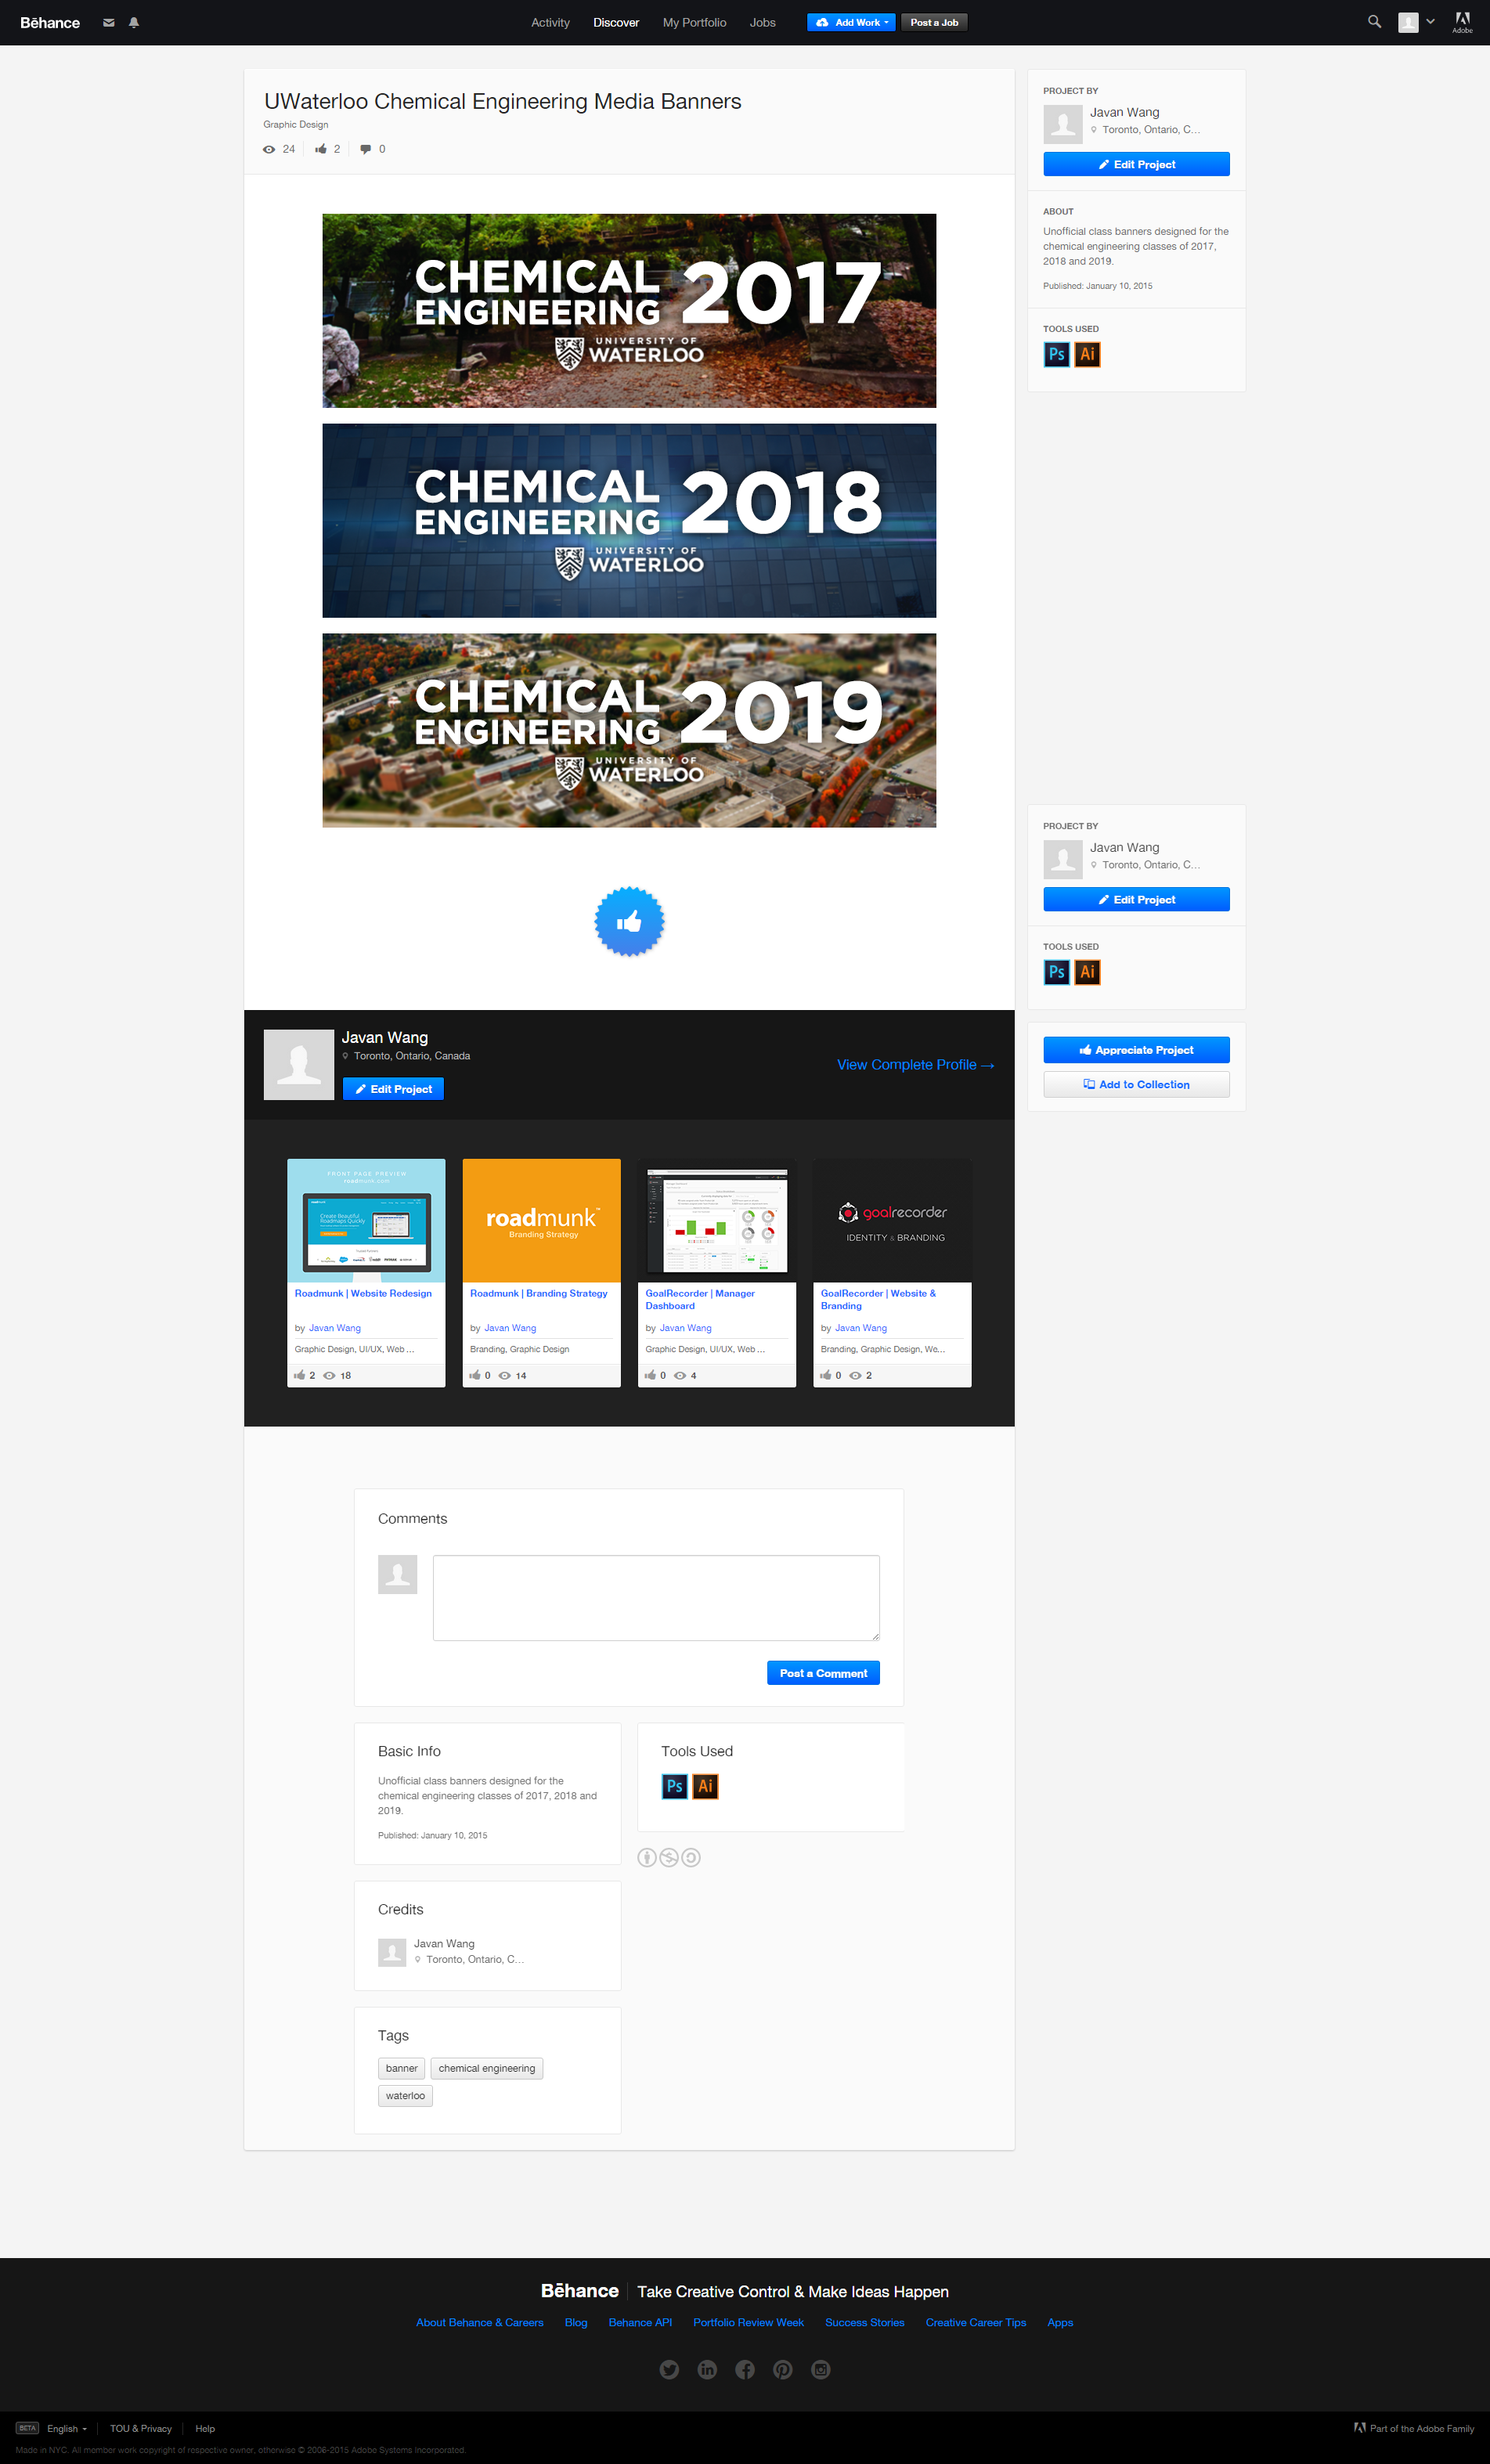 Bēhance
Activity
Discover
My Portfolio
Jobs
Add Work
Post a Job
Adobe
UWaterloo Chemical Engineering Media Banners
Graphic Design
24
2
0
CHEMICAL
ENGINEERING
2017
UNIVERSITY OF
WATERLOO
CHEMICAL
ENGINEERING
2018
UNIVERSITY OF
WATERLOO
CHEMICAL
ENGINEERING
2019
UNIVERSITY OF
WATERLOO
PROJECT BY
Javan Wang
Toronto, Ontario, C...
Edit Project
ABOUT
Unofficial class banners designed for the
chemical engineering classes of 2017,
2018 and 2019.
Published: January 10, 2015
TOOLS USED
Ps
Ai
PROJECT BY
Javan Wang
Toronto, Ontario, C...
Edit Project
TOOLS USED
Ps
Ai
Appreciate Project
Add to Collection
Javan Wang
Toronto, Ontario, Canada
Edit Project
View Complete Profile →
FRONT PAGE PREVIEW
roadmunk.com
Create Beautiful
Roadmaps Quickly
Roadmunk | Website Redesign
by Javan Wang
Graphic Design, UI/UX, Web ...
2
18
roadmunk™
Branding Strategy
Roadmunk | Branding Strategy
by Javan Wang
Branding, Graphic Design
0
14
GoalRecorder | Manager
Dashboard
by Javan Wang
Graphic Design, UI/UX, Web ...
0
4
goalrecorder
IDENTITY & BRANDING
GoalRecorder | Website &
Branding
by Javan Wang
Branding, Graphic Design, We...
0
2
Comments
Post a Comment
Basic Info
Unofficial class banners designed for the
chemical engineering classes of 2017, 2018 and
2019.
Published: January 10, 2015
Tools Used
Ps
Ai
Credits
Javan Wang
Toronto, Ontario, C...
Tags
banner
chemical engineering
waterloo
Bēhance
Take Creative Control & Make Ideas Happen
About Behance & Careers
Blog
Behance API
Portfolio Review Week
Success Stories
Creative Career Tips
Apps
BETA
English
TOU & Privacy
Help
Part of the Adobe Family
Made in NYC. All member work copyright of respective owner, otherwise © 2006-2015 Adobe Systems Incorporated.